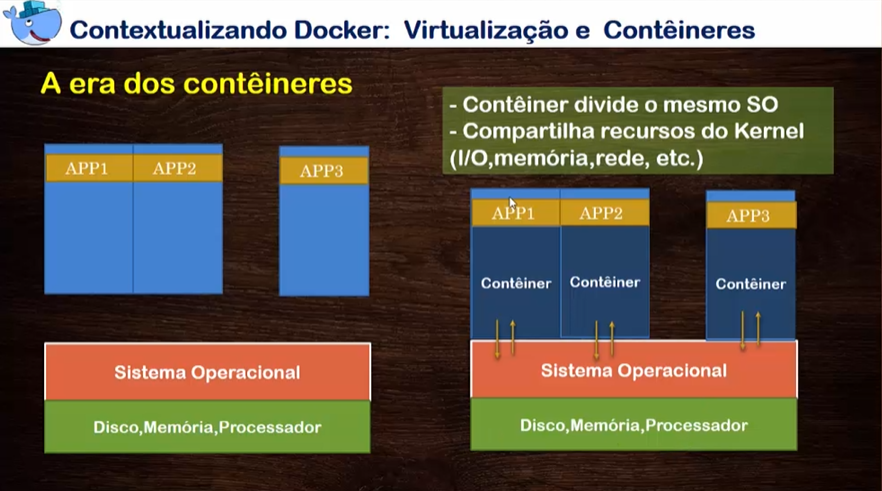 Contextualizando Docker: Virtualização e Contêineres
A era dos contêineres
- Contêiner divide o mesmo SO
- Compartilha recursos do Kernel
(I/O,memória,rede, etc.)
APP1 APP2 APP3
Sistema Operacional
Disco,Memória,Processador
APP1 APP2 APP3
Contêiner Contêiner Contêiner
Sistema Operacional
Disco,Memória,Processador